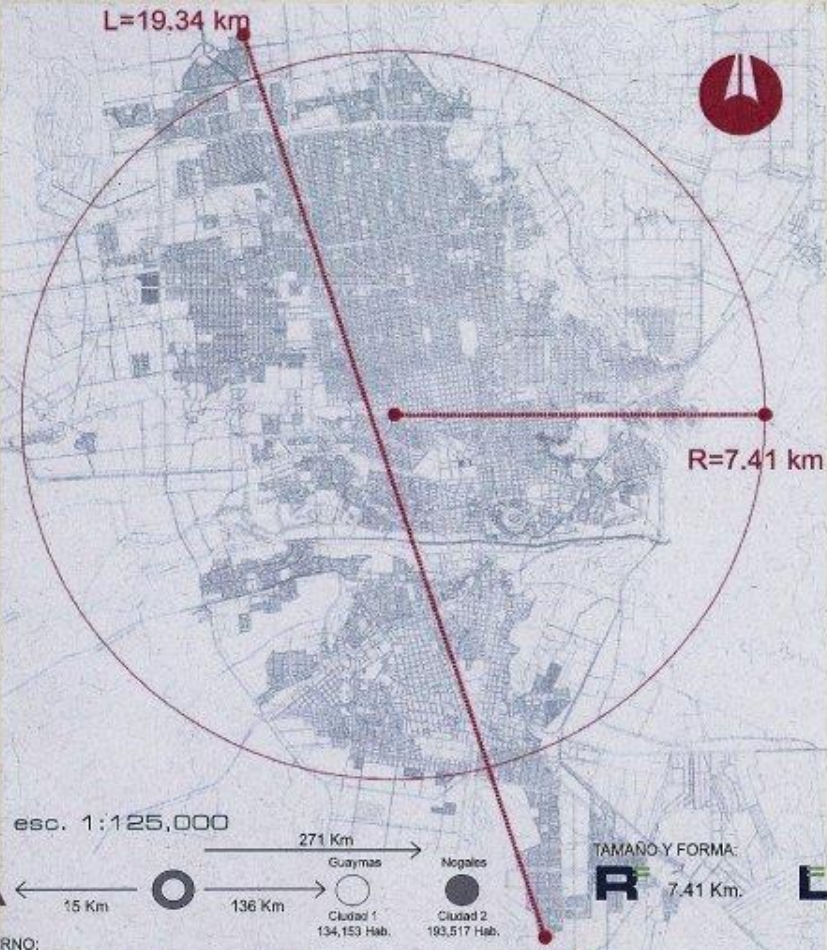 L=19.34 km
R=7.41 km
esc. 1:125,000
271 Km
Guaymas
Nogales
TAMAÑO Y FORMA:
15 Km
136 Km
R
7.41 Km.
Ciudad 1
134,153 Hab.
Ciudad 2
193,517 Hab.
RNO: